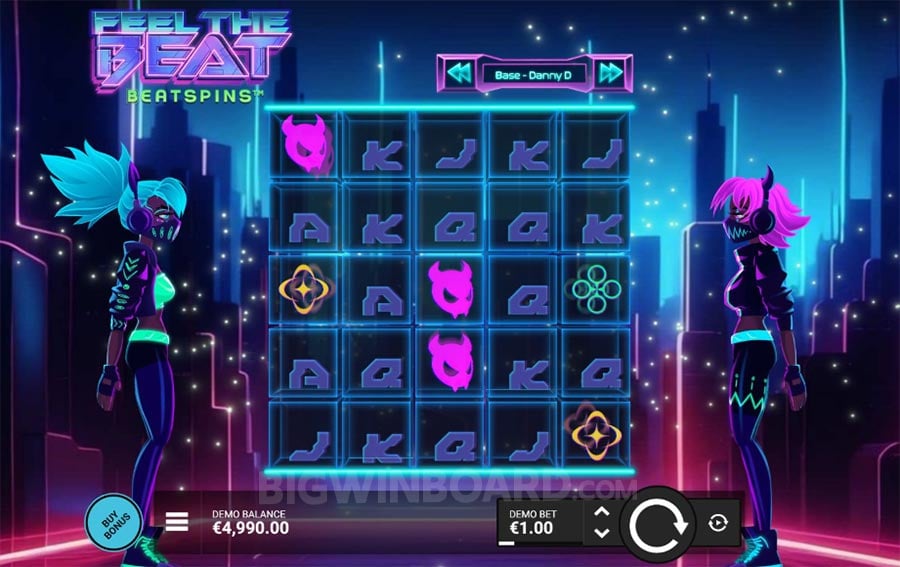 FEEL THE
BEAT
BEATSPINS™
Base - Danny D
K J K J
A K Q Q K
A Q
A Q K Q
J K Q J
BIGWINBOARD.COM
BUY
BONUS
DEMO BALANCE
€4,990.00
DEMO BET
€1.00
A